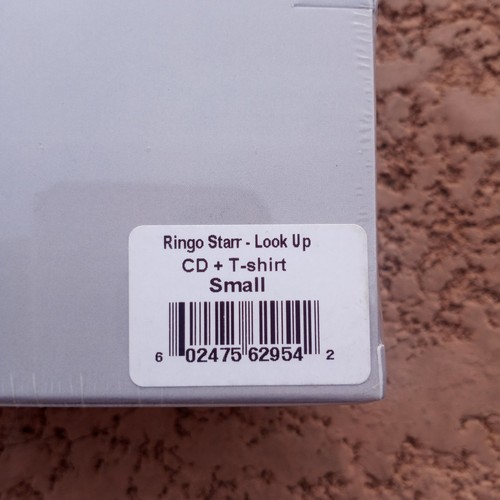 Ringo Starr - Look Up
CD + T-shirt
Small
6 02475 62954 2